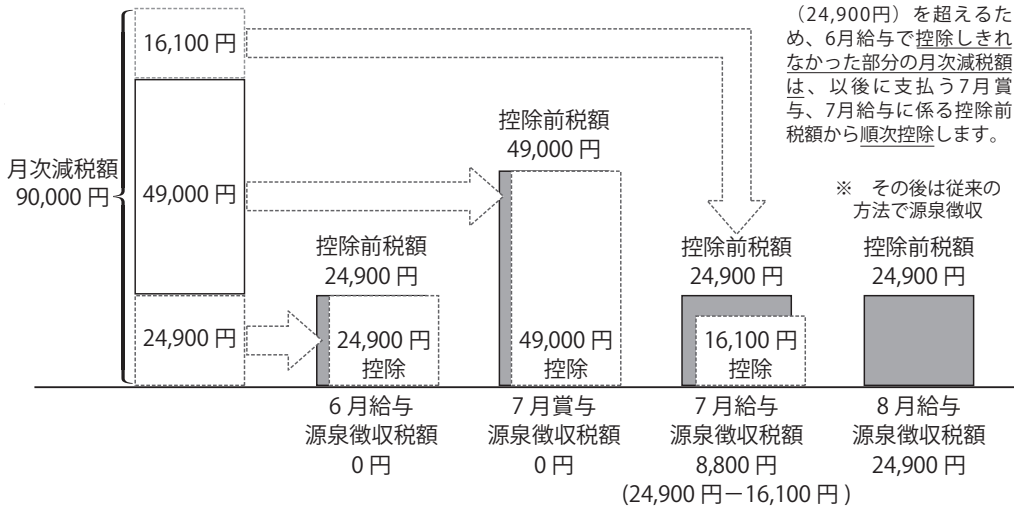 （24,900円）を超えるた
め、6月給与で控除しきれ
なかった部分の月次減税額
は、以後に支払う7月賞
与、7月給与に係る控除前
税額から順次控除します。
※　その後は従来の
方法で源泉徴収
月次減税額
90,000 円
16,100 円
49,000 円
24,900 円
控除前税額
24,900 円
24,900 円
控除
6 月給与
源泉徴収税額
0 円
控除前税額
49,000 円
49,000 円
控除
7 月賞与
源泉徴収税額
0 円
控除前税額
24,900 円
16,100 円
控除
7 月給与
源泉徴収税額
8,800 円
(24,900 円－16,100 円 )
控除前税額
24,900 円
8 月給与
源泉徴収税額
24,900 円